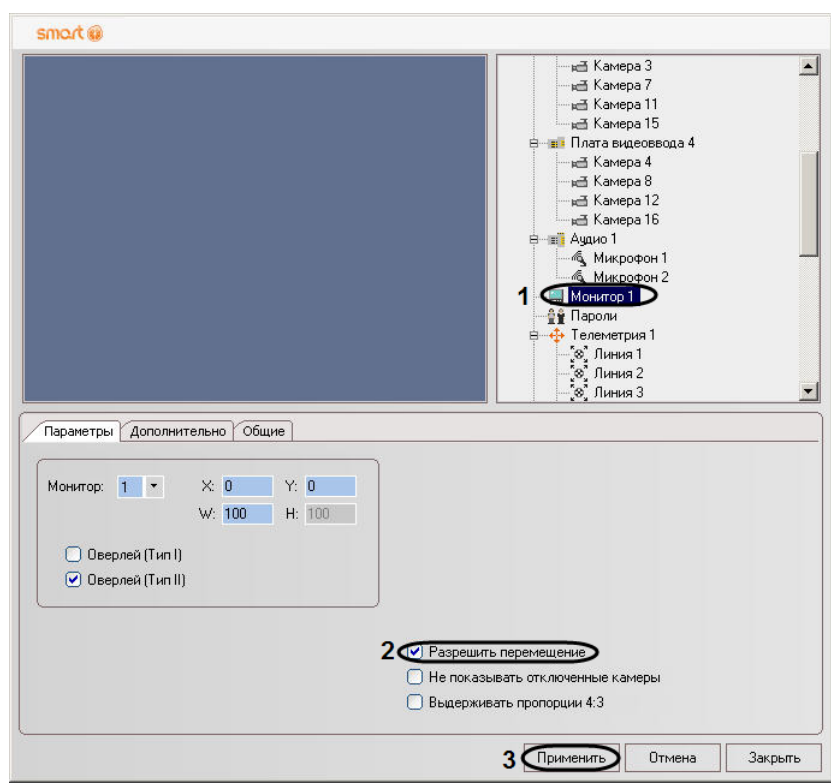 smart
Камера 3
Камера 7
Камера 11
Камера 15
Плата видеоввода 4
Камера 4
Камера 8
Камера 12
Камера 16
Аудио 1
Микрофон 1
Микрофон 2
1 Монитор 1
Пароли
Телеметрия 1
Линия 1
Линия 2
Линия 3
Параметры Дополнительно Общие
Монитор: 1 X: 0 Y: 0
W: 100 H: 100
Оверлей (Тип I)
Оверлей (Тип II)
2 Разрешить перемещение
Не показывать отключенные камеры
Выдерживать пропорции 4:3
3 Применить Отмена Закрыть